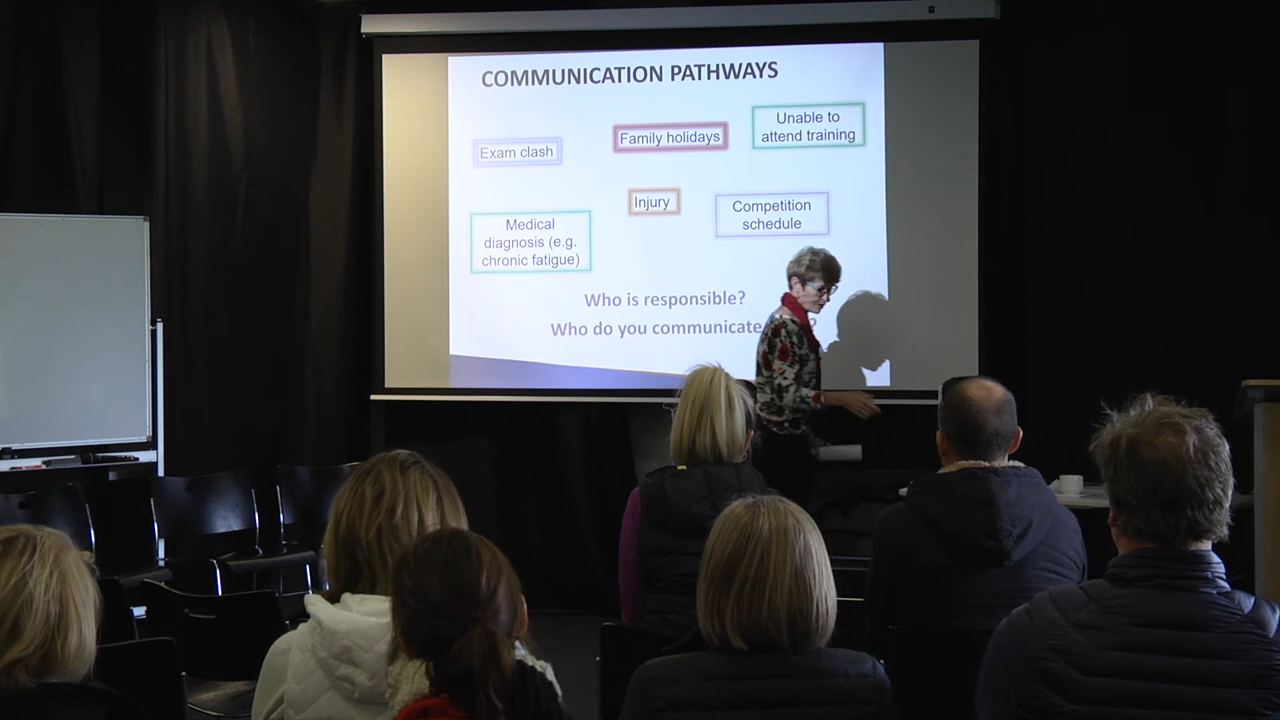 COMMUNICATION PATHWAYS
Exam clash
Family holidays
Unable to
attend training
Medical
diagnosis (e.g.
chronic fatigue)
Injury
Competition
schedule
Who is responsible?
Who do you communicate ?